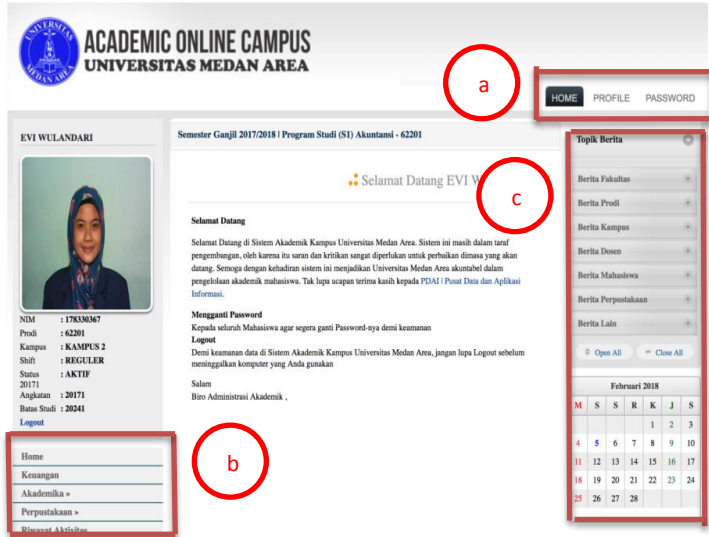 UNIVERSITAS
MEDAN AREA
ACADEMIC ONLINE CAMPUS
UNIVERSITAS MEDAN AREA
a
HOME PROFILE PASSWORD
EVI WULANDARI
NIM : 178330367
Prodi : 62201
Kampus : KAMPUS 2
Shift : REGULER
Status : AKTIF
20171
Angkatan : 20171
Batas Studi : 20241
Logout
Home
Keuangan
Akademika »
Perpustakaan »
Riwayat Aktivitas
b
Semester Ganjil 2017/2018 | Program Studi (S1) Akuntansi - 62201
Selamat Datang EVI W
c
Selamat Datang
Selamat Datang di Sistem Akademik Kampus Universitas Medan Area. Sistem ini masih dalam taraf
pengembangan, oleh karena itu saran dan kritikan sangat diperlukan untuk perbaikan dimasa yang akan
datang. Semoga dengan kehadiran sistem ini menjadikan Universitas Medan Area akuntabel dalam
pengelolaan akademik mahasiswa. Tak lupa ucapan terima kasih kepada PDAI | Pusat Data dan Aplikasi
Informasi.
Mengganti Password
Kepada seluruh Mahasiswa agar segera ganti Password-nya demi keamanan
Logout
Demi keamanan data di Sistem Akademik Kampus Universitas Medan Area, jangan lupa Logout sebelum
meninggalkan komputer yang Anda gunakan
Salam
Biro Administrasi Akademik ,
Topik Berita
Berita Fakultas
Berita Prodi
Berita Kampus
Berita Dosen
Berita Mahasiswa
Berita Perpustakaan
Berita Lain
Open All Close All
Februari 2018
M S S R K J S
1 2 3
4 5 6 7 8 9 10
11 12 13 14 15 16 17
18 19 20 21 22 23 24
25 26 27 28